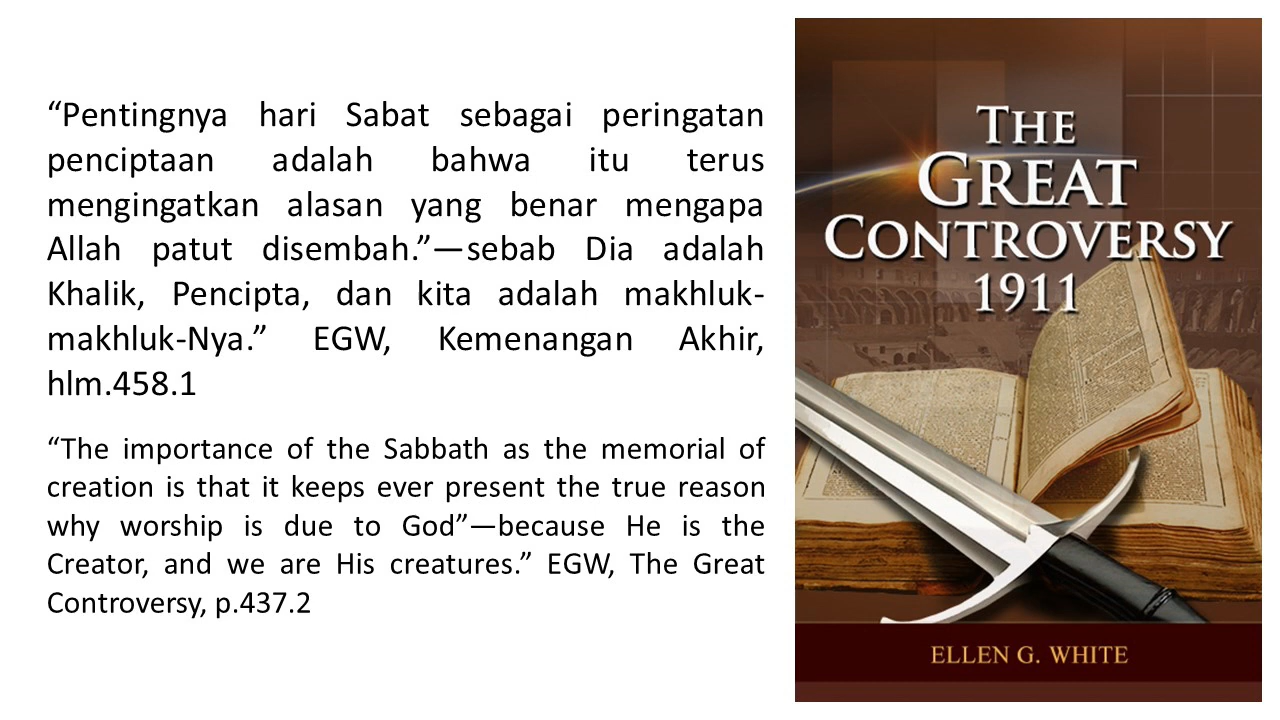 “Pentingnya hari Sabat sebagai peringatan
penciptaan adalah bahwa itu terus
mengingatkan alasan yang benar mengapa
Allah patut disembah.”—sebab Dia adalah
Khalik, Pencipta, dan kita adalah makhluk-
makhluk-Nya.” EGW, Kemenangan Akhir,
hlm.458.1
“The importance of the Sabbath as the memorial of
creation is that it keeps ever present the true reason
why worship is due to God”—because He is the
Creator, and we are His creatures.” EGW, The Great
Controversy, p.437.2
THE
GREAT
CONTROVERSY
1911
ELLEN G. WHITE